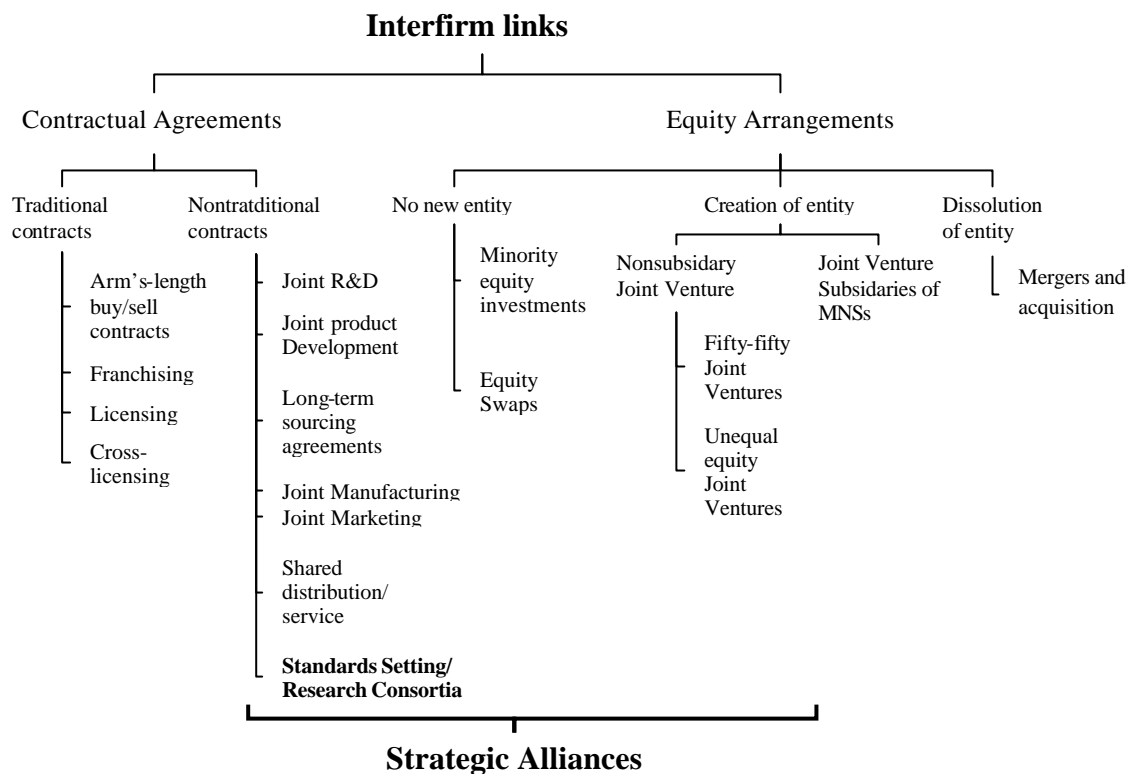 Interfirm links
Contractual Agreements
Equity Arrangements
Traditional
contracts
Nontratditional
contracts
No new entity
Creation of entity
Dissolution
of entity
Arm's-length
buy/sell
contracts
Franchising
Licensing
Cross-
licensing
Joint R&D
Joint product
Development
Long-term
sourcing
agreements
Joint Manufacturing
Joint Marketing
Shared
distribution/
service
Standards Setting/
Research Consortia
Minority
equity
investments
Equity
Swaps
Nonsubsidary
Joint Venture
Fifty-fifty
Joint
Ventures
Unequal
equity
Joint
Ventures
Joint Venture
Subsidaries of
MNSs
Mergers and
acquisition
Strategic Alliances